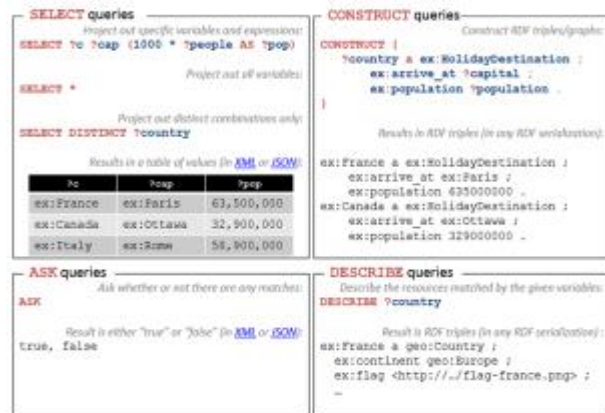 SELECT queries
Project out specific variables and expressions:
SELECT ?c ?cap (1000 * ?people AS ?pop)
Project out all variables:
SELECT *
Project out distinct combinations only:
SELECT DISTINCT ?country
Results in a table of values (in XML or JSON):
?c ?cap ?pop
ex:France ex:Paris 63,500,000
ex:Canada ex:Ottawa 32,900,000
ex:Italy ex:Rome 58,900,000
CONSTRUCT queries
Construct RDF triples/graphs:
CONSTRUCT {
?country a ex:HolidayDestination ;
ex:arrive_at ?capital ;
ex:population ?population .
}
Results in RDF triples (in any RDF serialization):
ex:France a ex:HolidayDestination ;
ex:arrive_at ex:Paris ;
ex:population 635000000 .
ex:Canada a ex:HolidayDestination ;
ex:arrive_at ex:Ottawa ;
ex:population 329000000 .
ASK queries
Ask whether or not there are any matches:
ASK
Result is either "true" or "false" (in XML or JSON):
true, false
DESCRIBE queries
Describe the resources matched by the given variables:
DESCRIBE ?country
Result is RDF triples (in any RDF serialization) :
ex:France a geo:Country ;
ex:continent geo:Europe ;
ex:flag <http://…/flag-france.png> ;
…